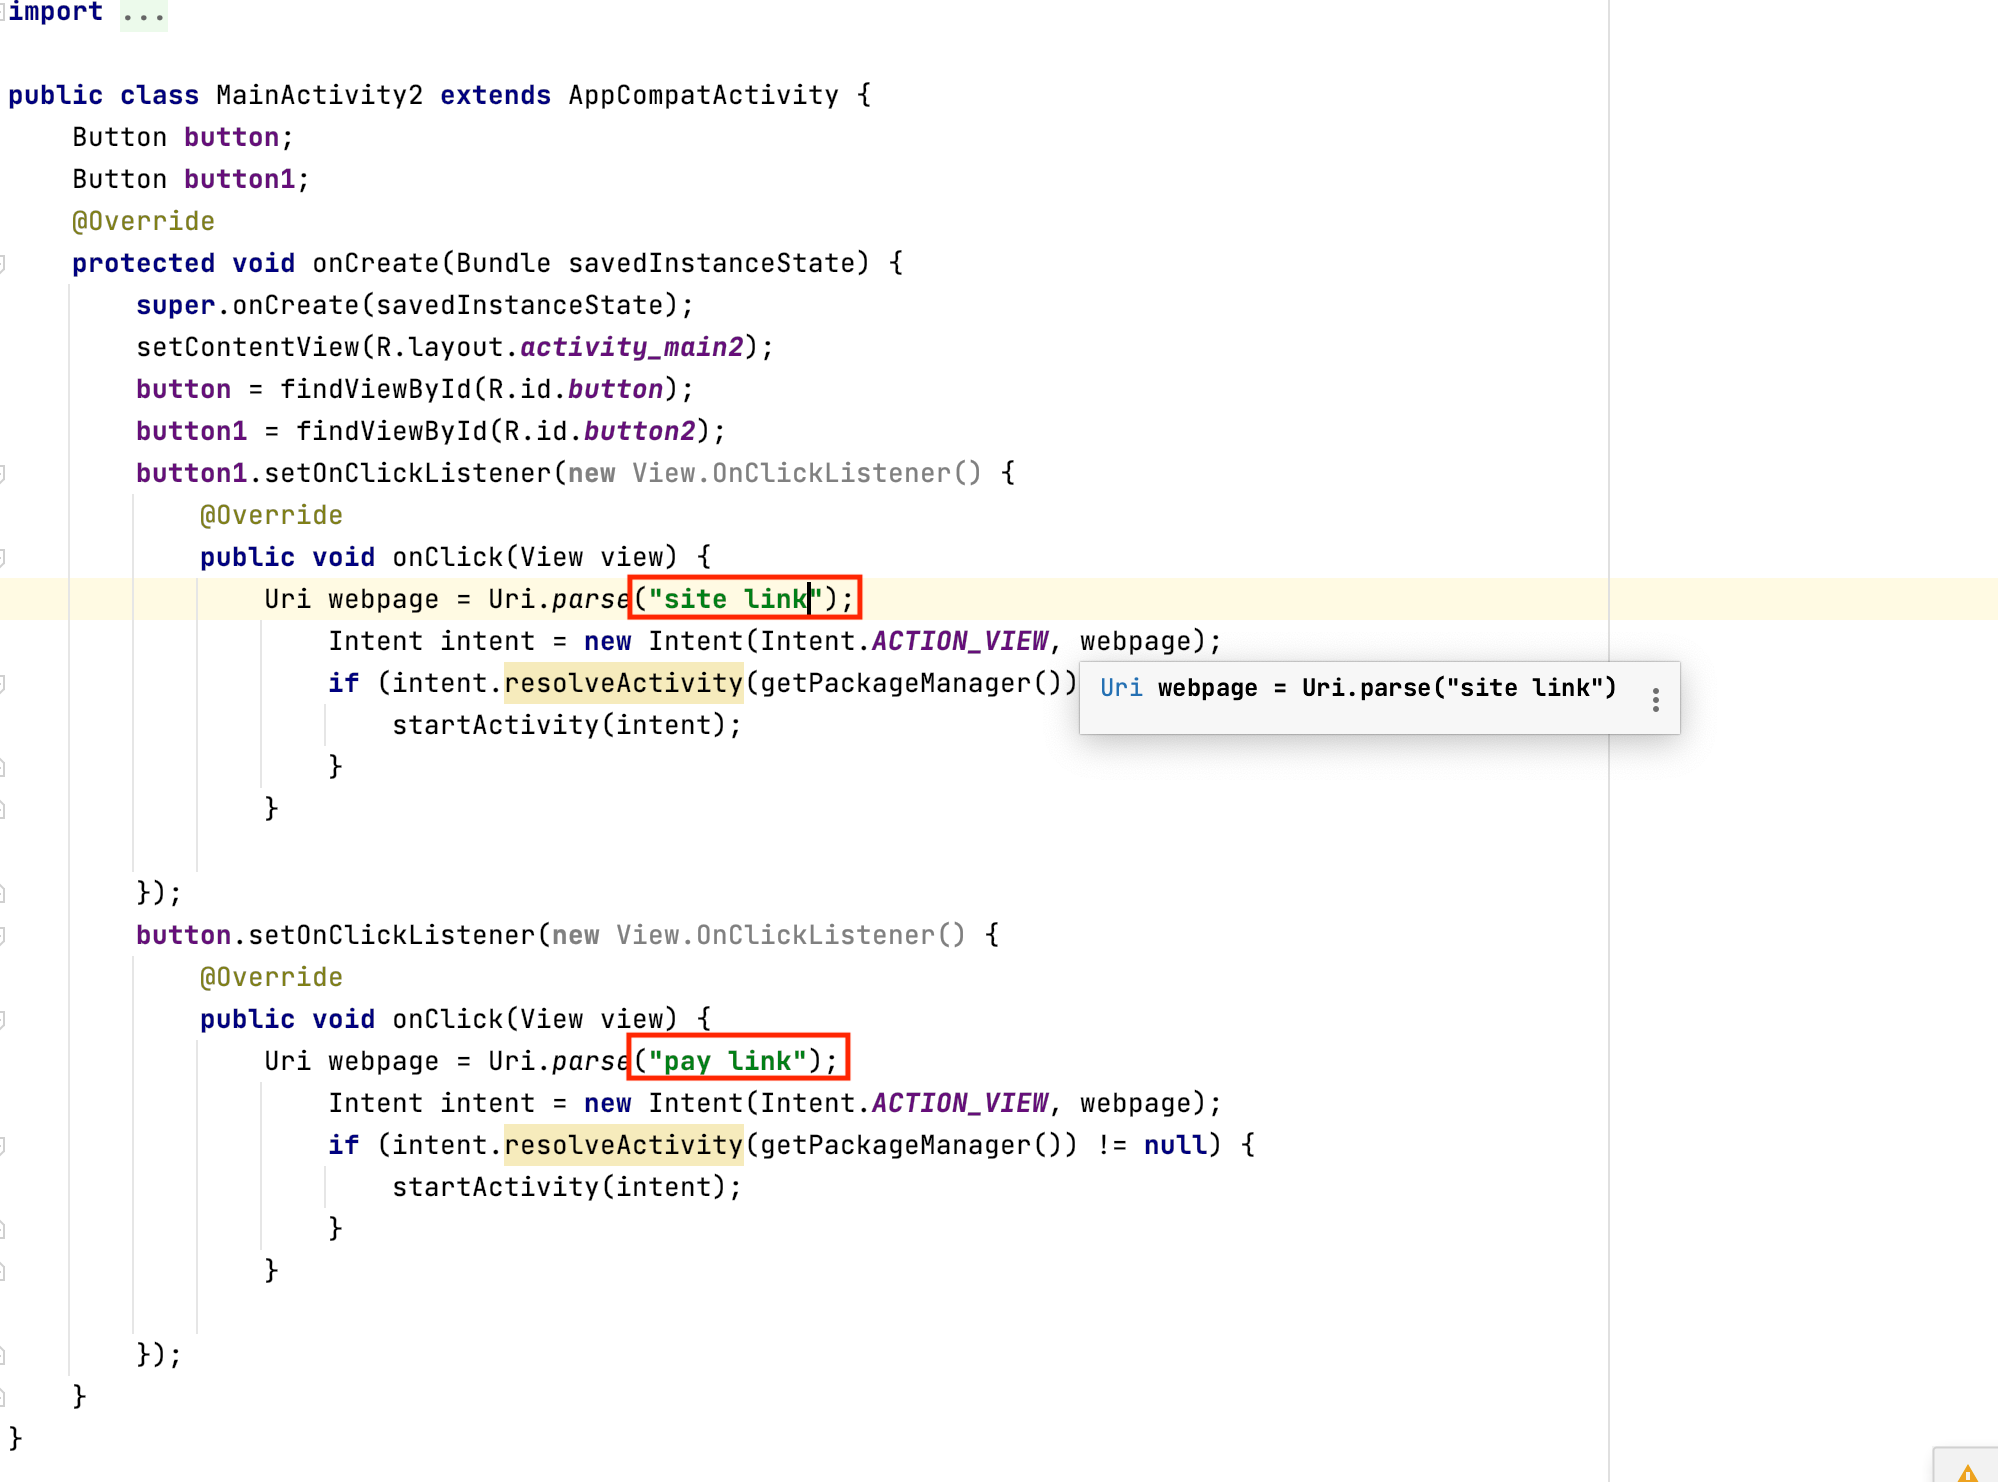 import ...
public class MainActivity2 extends AppCompatActivity {
Button button;
Button button1;
@Override
protected void onCreate(Bundle savedInstanceState) {
super.onCreate(savedInstanceState);
setContentView(R.layout.activity_main2);
button = findViewById(R.id.button);
button1 = findViewById(R.id.button2);
button1.setOnClickListener(new View.OnClickListener() {
@Override
public void onClick(View view) {
Uri webpage = Uri.parse("site link");
Intent intent = new Intent(Intent.ACTION_VIEW, webpage);
if (intent.resolveActivity(getPackageManager())
Uri webpage = Uri.parse("site link")
startActivity(intent);
}
}
});
button.setOnClickListener(new View.OnClickListener() {
@Override
public void onClick(View view) {
Uri webpage = Uri.parse("pay link");
Intent intent = new Intent(Intent.ACTION_VIEW, webpage);
if (intent.resolveActivity(getPackageManager()) != null) {
startActivity(intent);
}
}
});
}
}